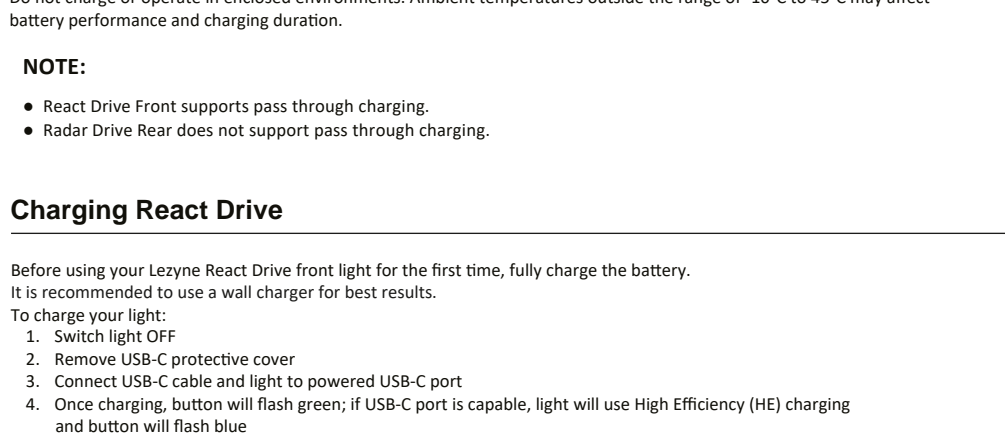 Do not charge or operate in enclosed environments. Ambient temperatures outside the range of -10°C to 45°C may affect
battery performance and charging duration.
NOTE:
● React Drive Front supports pass through charging.
● Radar Drive Rear does not support pass through charging.
Charging React Drive
Before using your Lezyne React Drive front light for the first time, fully charge the battery.
It is recommended to use a wall charger for best results.
To charge your light:
1. Switch light OFF
2. Remove USB-C protective cover
3. Connect USB-C cable and light to powered USB-C port
4. Once charging, button will flash green; if USB-C port is capable, light will use High Efficiency (HE) charging
and button will flash blue